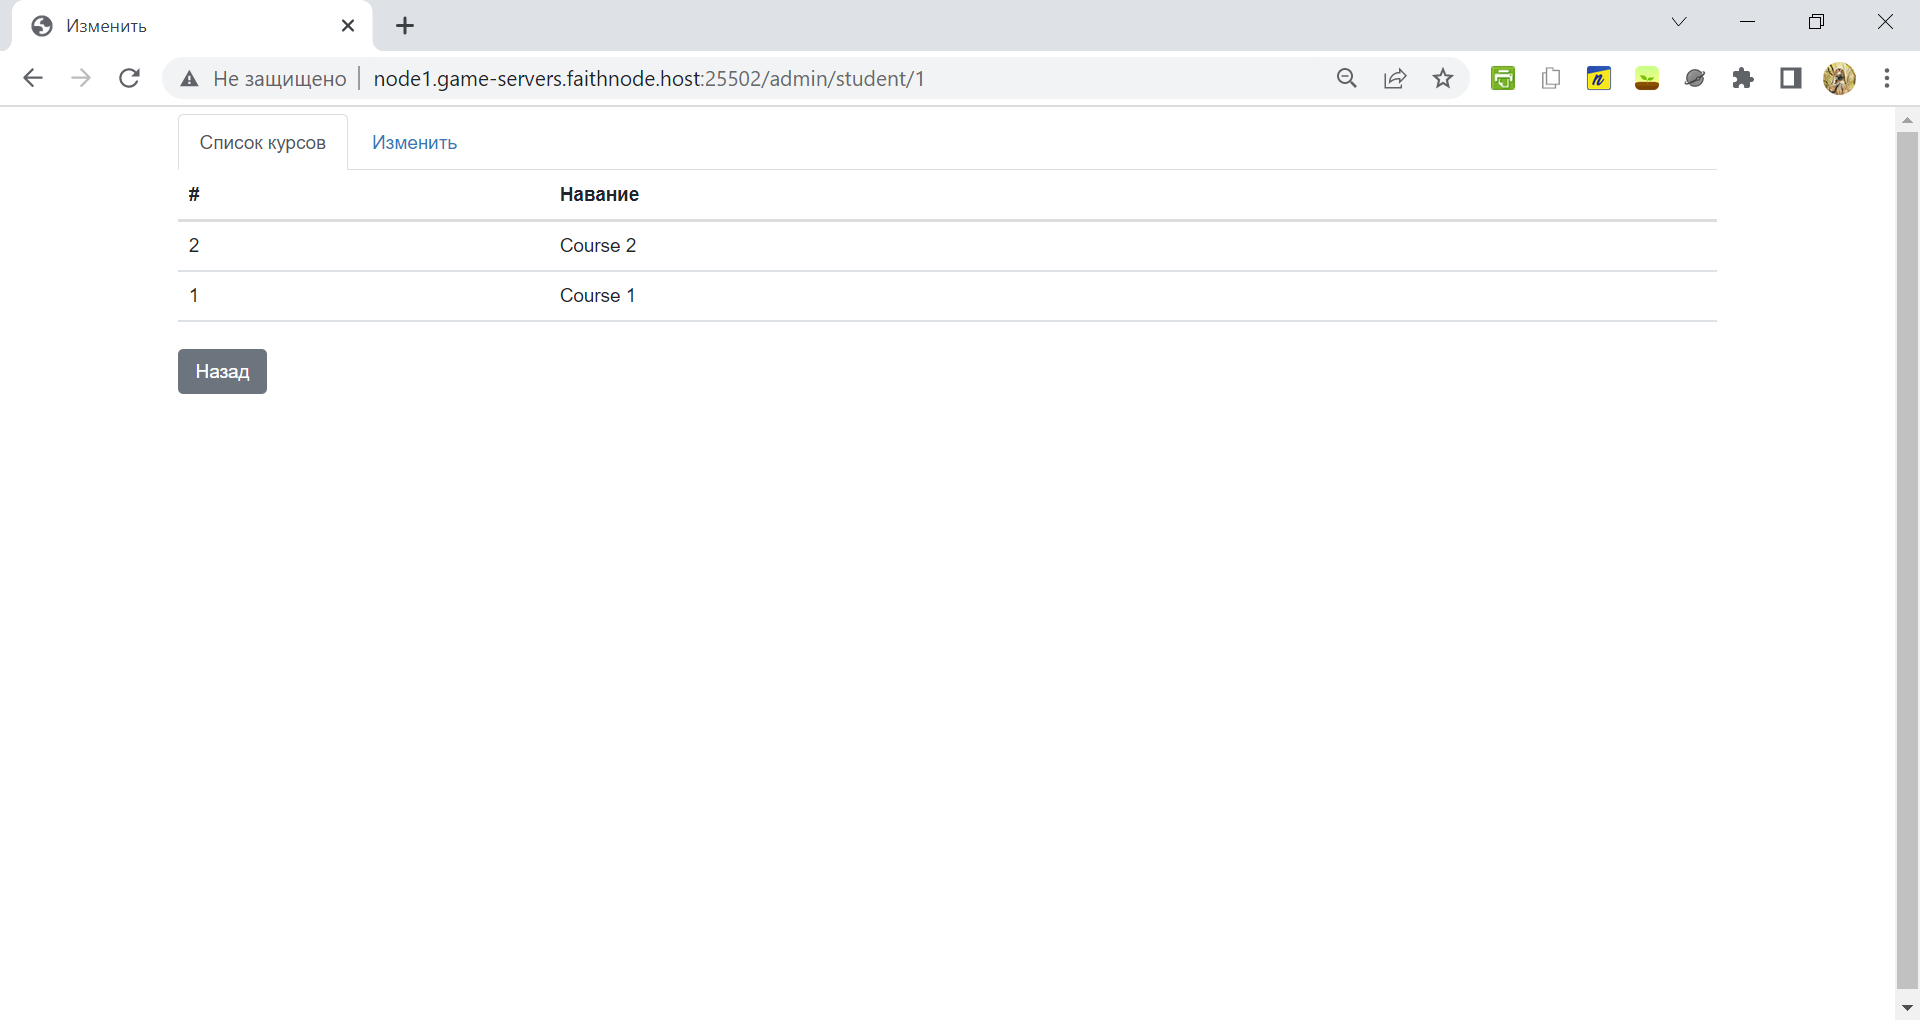 Изменить
Не защищено node1.game-servers.faithnode.host:25502/admin/student/1
Список курсов Изменить
# Навание
2 Course 2
1 Course 1
Назад